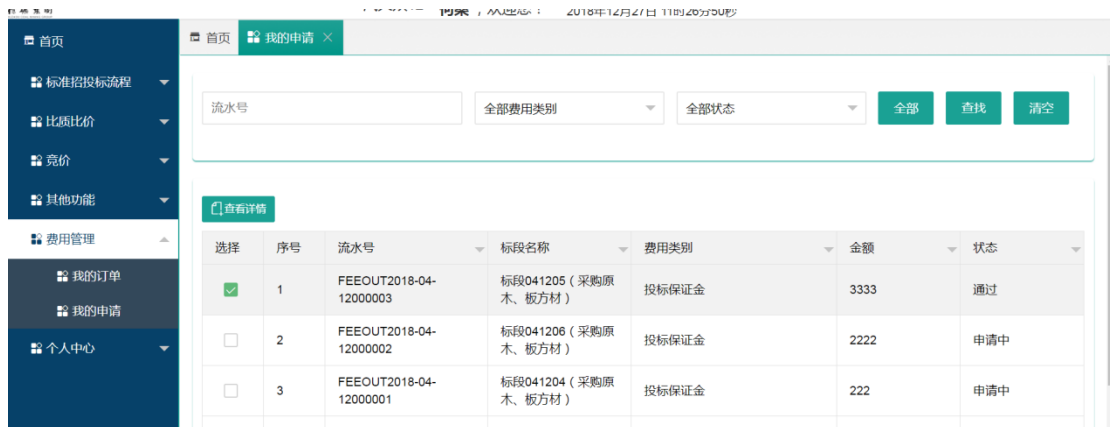 2018年12月27日 11时26分50秒
首页
首页
我的申请
标准招投标流程
比质比价
竞价
其他功能
费用管理
我的订单
我的申请
个人中心
流水号
全部费用类别
全部状态
全部
查找
清空
查看详情
选择 序号 流水号 标段名称 费用类别 金额 状态
1 FEEOUT2018-04-12000003 标段041205（采购原木、板方材） 投标保证金 3333 通过
2 FEEOUT2018-04-12000002 标段041206（采购原木、板方材） 投标保证金 2222 申请中
3 FEEOUT2018-04-12000001 标段041204（采购原木、板方材） 投标保证金 222 申请中